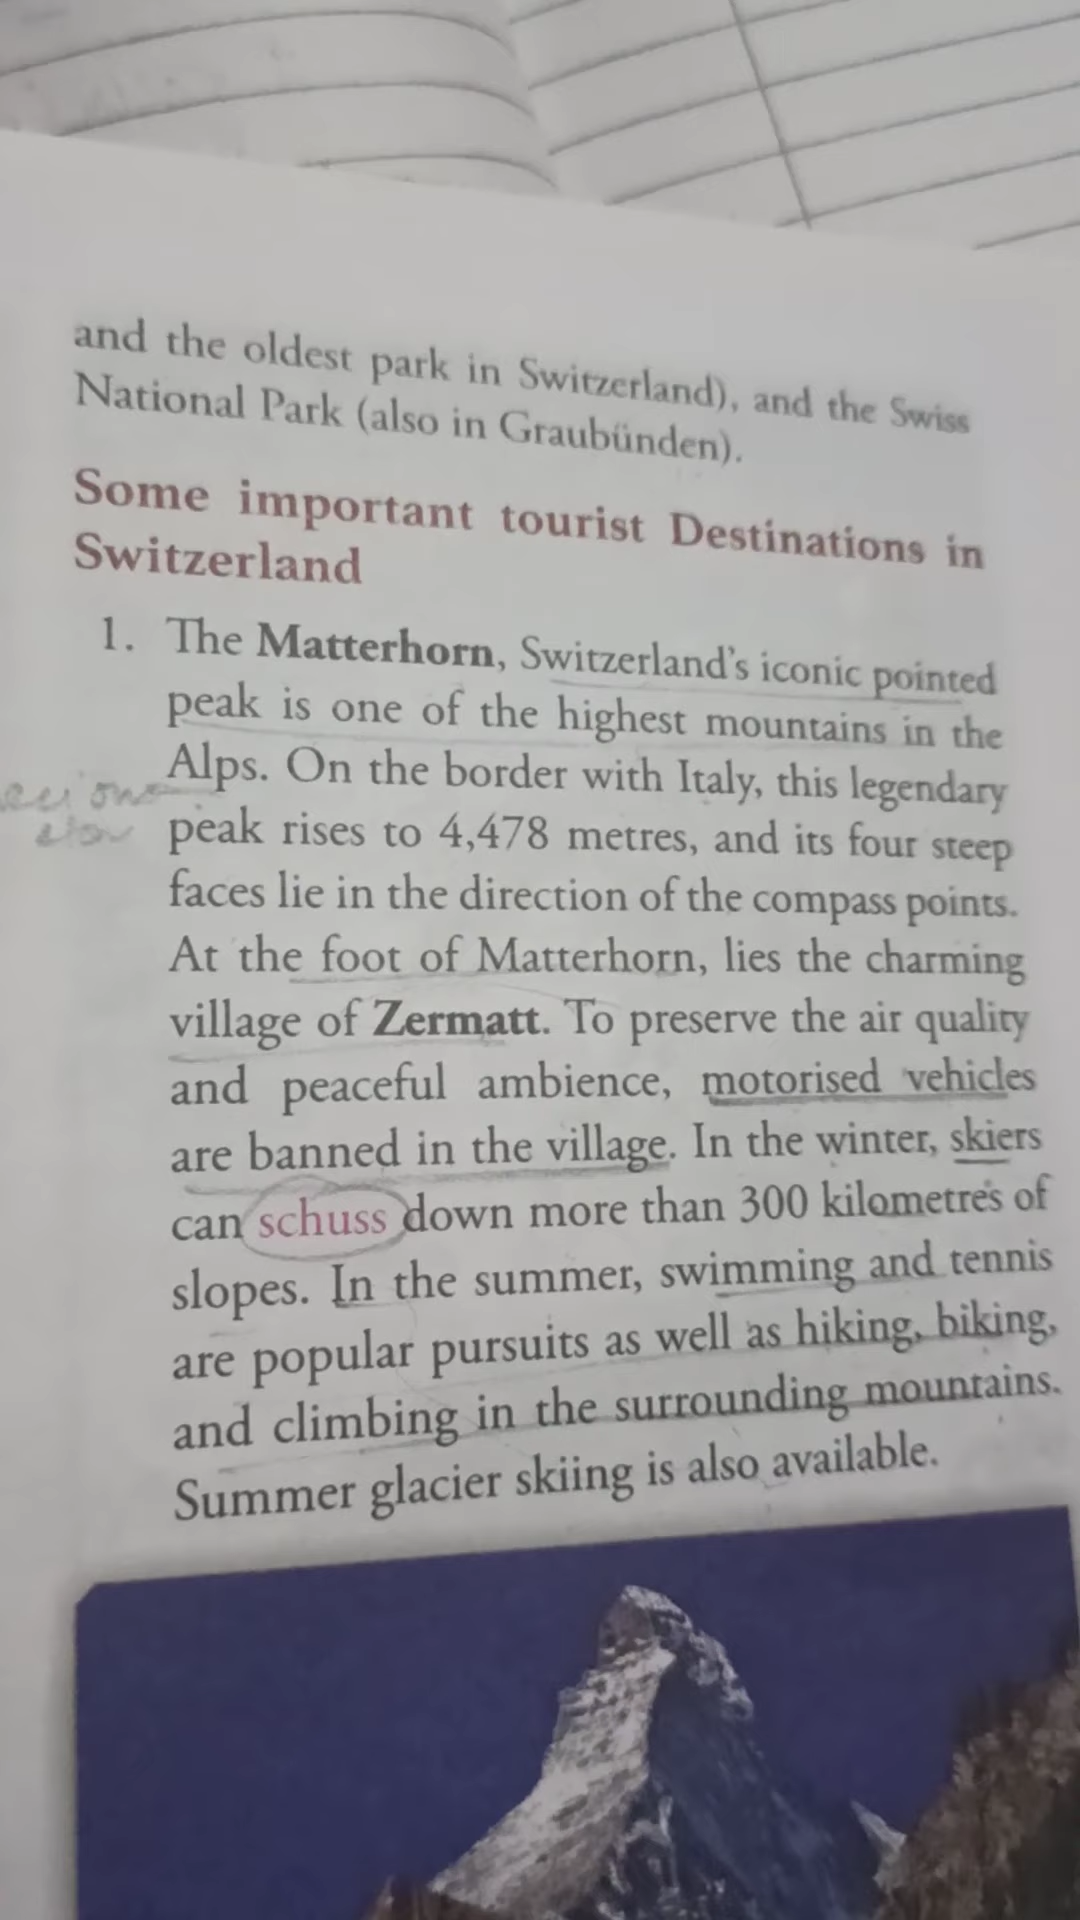 and the oldest park in Switzerland), and the Swiss
National Park (also in Graubünden).
Some important tourist Destinations in
Switzerland
1. The Matterhorn, Switzerland's iconic pointed
peak is one of the highest mountains in the
Alps. On the border with Italy, this legendary
peak rises to 4,478 metres, and its four steep
faces lie in the direction of the compass points.
At the foot of Matterhorn, lies the charming
village of Zermatt. To preserve the air quality
and peaceful ambience, motorised vehicles
are banned in the village. In the winter, skiers
can schuss down more than 300 kilometres of
slopes. In the summer, swimming and tennis
are popular pursuits as well as hiking, biking,
and climbing in the surrounding mountains.
Summer glacier skiing is also available.